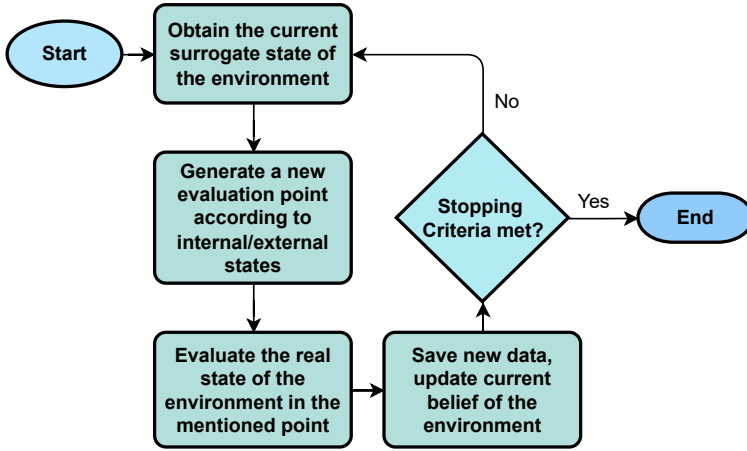 Start
Obtain the current
surrogate state of
the environment
Generate a new
evaluation point
according to
internal/external
states
Evaluate the real
state of the
environment in the
mentioned point
Save new data,
update current
belief of the
environment
Stopping
Criteria met?
No
Yes
End